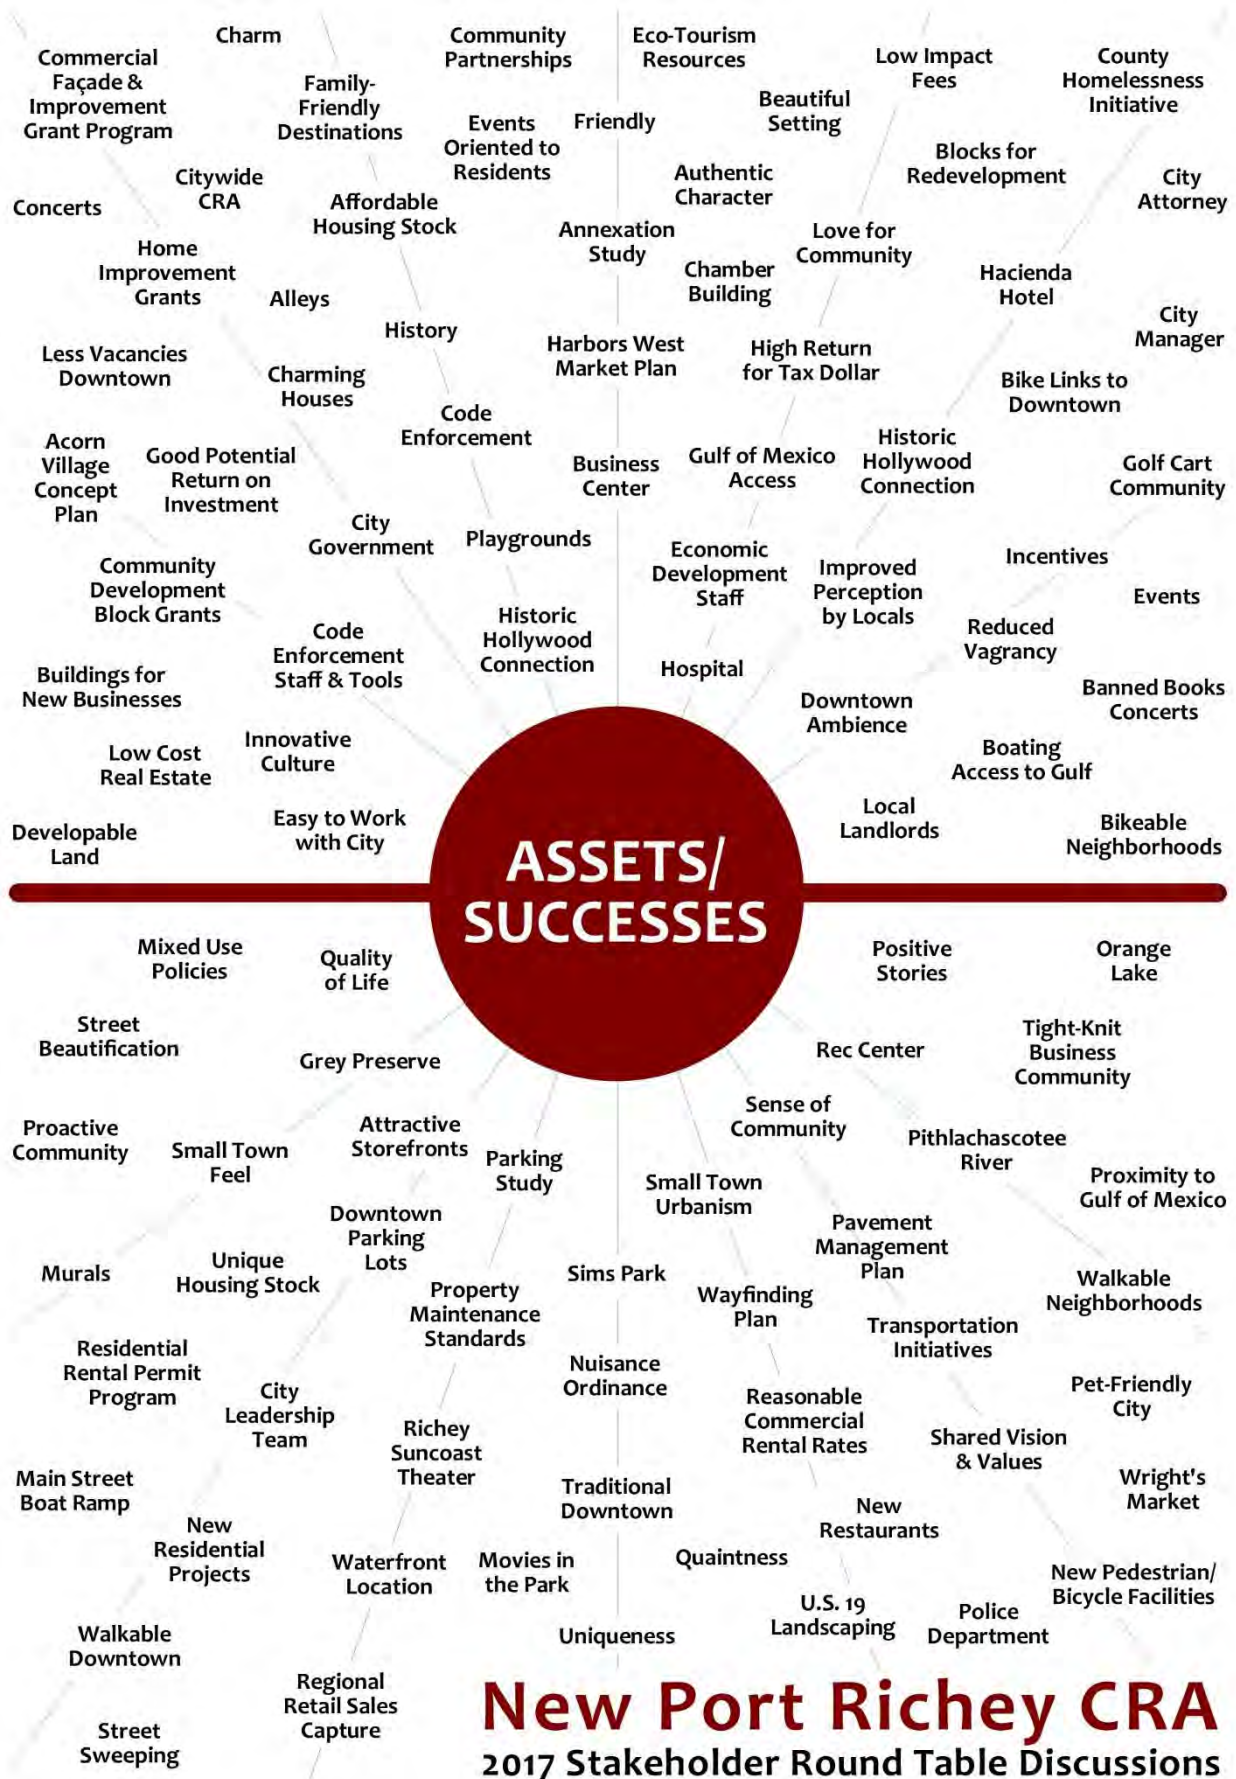 Charm
Community
Partnerships
Eco-Tourism
Resources
Commercial
Façade &
Improvement
Grant Program
Family-
Friendly
Destinations
Low Impact
Fees
County
Homelessness
Initiative
Beautiful
Setting
Events
Oriented to
Residents
Friendly
Blocks for
Redevelopment
Citywide
CRA
Authentic
Character
City
Attorney
Concerts
Affordable
Housing Stock
Annexation
Study
Love for
Community
Home
Improvement
Grants
Chamber
Building
Hacienda
Hotel
Alleys
History
City
Manager
Less Vacancies
Downtown
Harbors West
Market Plan
High Return
for Tax Dollar
Charming
Houses
Bike Links to
Downtown
Code
Enforcement
Acorn
Village
Concept
Plan
Good Potential
Return on
Investment
Business
Center
Gulf of Mexico
Access
Historic
Hollywood
Connection
Golf Cart
Community
City
Government
Playgrounds
Economic
Development
Staff
Improved
Perception
by Locals
Incentives
Community
Development
Block Grants
Events
Historic
Hollywood
Connection
Code
Enforcement
Staff & Tools
Reduced
Vagrancy
Hospital
Buildings for
New Businesses
Downtown
Ambience
Banned Books
Concerts
Low Cost
Real Estate
Innovative
Culture
Boating
Access to Gulf
Developable
Land
Easy to Work
with City
Local
Landlords
Bikeable
Neighborhoods
ASSETS/
SUCCESSES
Mixed Use
Policies
Quality
of Life
Positive
Stories
Orange
Lake
Street
Beautification
Grey Preserve
Rec Center
Tight-Knit
Business
Community
Proactive
Community
Small Town
Feel
Attractive
Storefronts
Parking
Study
Sense of
Community
Pithlachascotee
River
Small Town
Urbanism
Proximity to
Gulf of Mexico
Downtown
Parking
Lots
Pavement
Management
Plan
Murals
Unique
Housing Stock
Sims Park
Property
Maintenance
Standards
Wayfinding
Plan
Walkable
Neighborhoods
Transportation
Initiatives
Residential
Rental Permit
Program
Nuisance
Ordinance
City
Leadership
Team
Reasonable
Commercial
Rental Rates
Pet-Friendly
City
Richey
Suncoast
Theater
Shared Vision
& Values
Main Street
Boat Ramp
Traditional
Downtown
Wright's
Market
New
Residential
Projects
New
Restaurants
Waterfront
Location
Movies in
the Park
Quaintness
New Pedestrian/
Bicycle Facilities
U.S. 19
Landscaping
Police
Department
Walkable
Downtown
Uniqueness
Regional
Retail Sales
Capture
Street
Sweeping
New Port Richey CRA
2017 Stakeholder Round Table Discussions